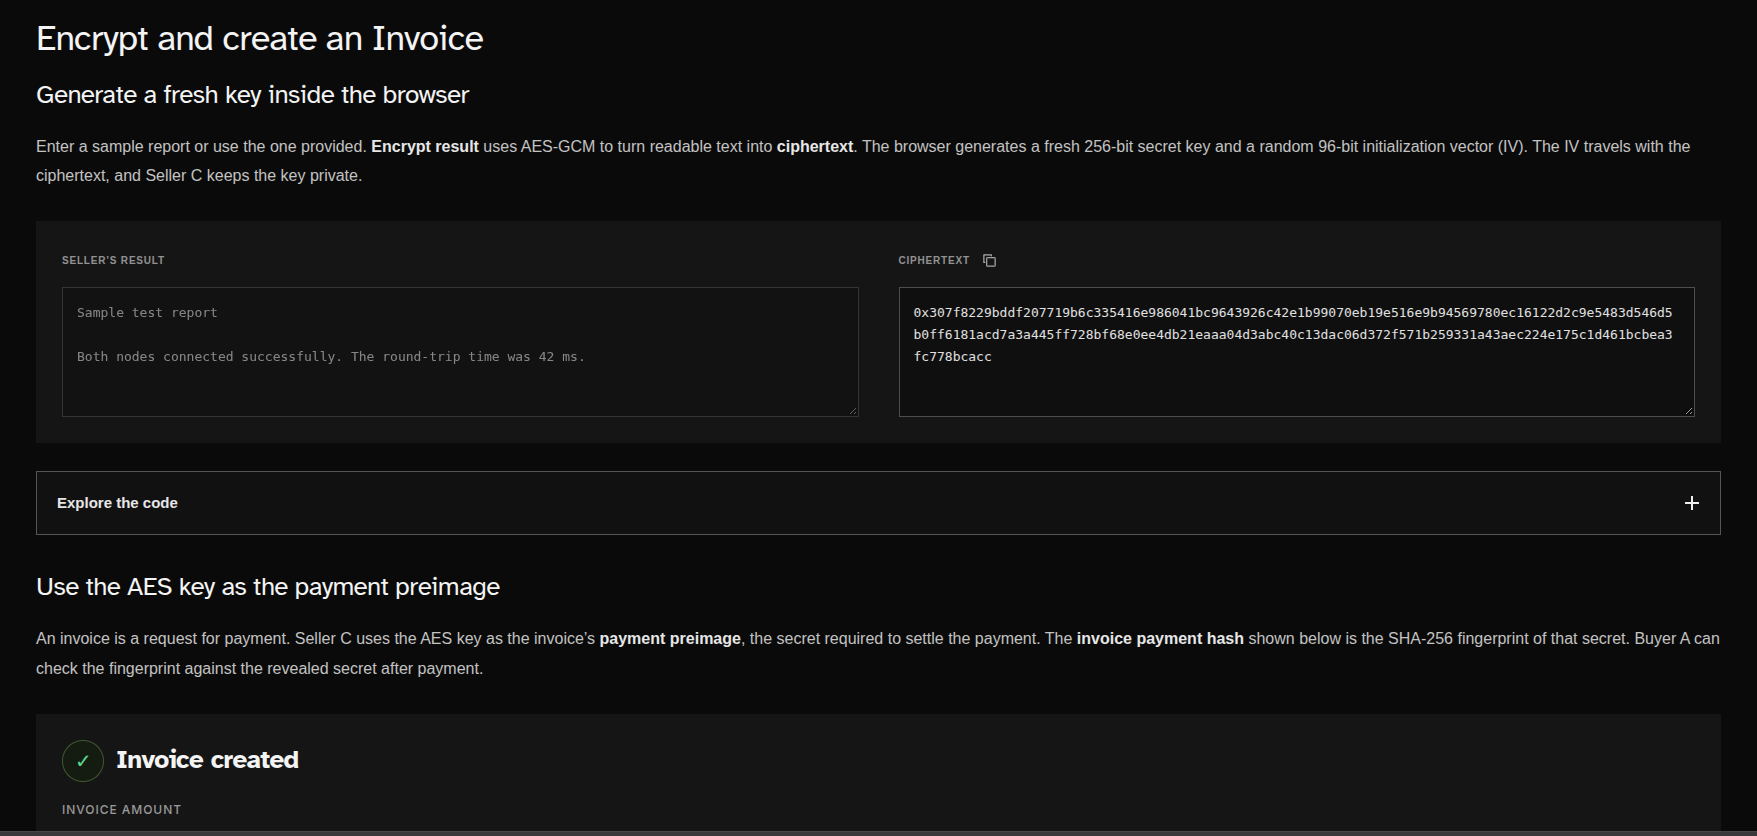 Encrypt and create an Invoice
Generate a fresh key inside the browser
Enter a sample report or use the one provided. Encrypt result uses AES-GCM to turn readable text into ciphertext. The browser generates a fresh 256-bit secret key and a random 96-bit initialization vector (IV). The IV travels with the
ciphertext, and Seller C keeps the key private.
SELLER'S RESULT
Sample test report
Both nodes connected successfully. The round-trip time was 42 ms.
CIPHERTEXT
0x307f8229bddf207719b6c335416e986041bc9643926c42e1b99070eb19e516e9b94569780ec16122d2c9e5483d546d5
b0ff6181acd7a3a445ff728bf68e0ee4db21eaaa04d3abc40c13dac06d372f571b259331a43aec224e175c1d461bcbea3
fc778bcacc
Explore the code
Use the AES key as the payment preimage
An invoice is a request for payment. Seller C uses the AES key as the invoice's payment preimage, the secret required to settle the payment. The invoice payment hash shown below is the SHA-256 fingerprint of that secret. Buyer A can
check the fingerprint against the revealed secret after payment.
Invoice created
INVOICE AMOUNT